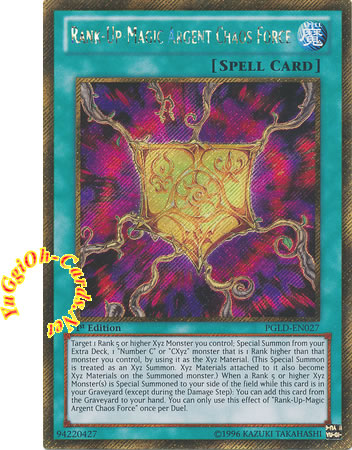 Rank-Up Magic Argent Chaos Force
魔
[SPELL CARD]
YuGgiOh-Cards.Net
1st Edition
PGLD-EN027
Target 1 Rank 5 or higher Xyz Monster you control; Special Summon from your
Extra Deck, 1 "Number C" or "CXyz" monster that is 1 Rank higher than that
monster you control, by using it as the Xyz Material. (This Special Summon
is treated as an Xyz Summon. Xyz Materials attached to it also become
Xyz Materials on the Summoned monster.) When a Rank 5 or higher Xyz
Monster(s) is Special Summoned to your side of the field while this card is in
your Graveyard (except during the Damage Step): You can add this card from
the Graveyard to your hand. You can only use this effect of "Rank-Up-Magic
Argent Chaos Force" once per Duel.
94220427
©1996 KAZUKI TAKAHASHI